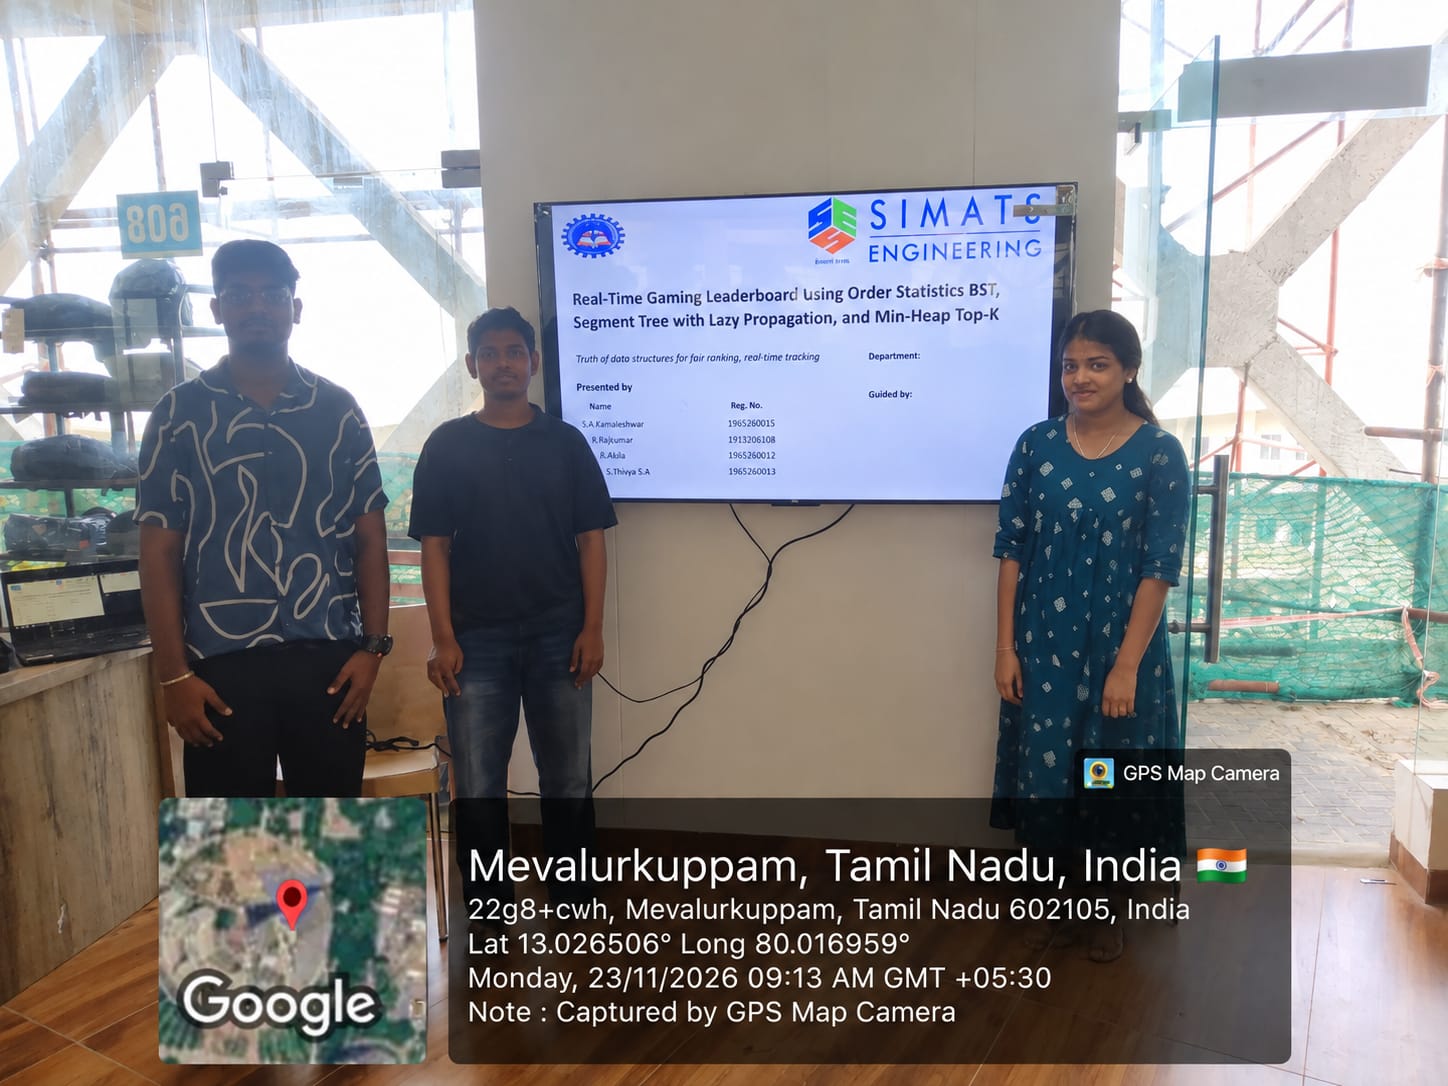 608
SIMATS
ENGINEERING
Real-Time Gaming Leaderboard using Order Statistics BST,
Segment Tree with Lazy Propagation, and Min-Heap Top-K
Truth of data structures for fair ranking, real-time tracking
Department:
Presented by
Guided by:
Name Reg. No.
S.A.Kamaleshwar 1965260015
R.Rajkumar 1913206108
B.Akila 1965260012
S.Thivya S.A 1965260013
GPS Map Camera
Google
Mevalurkuppam, Tamil Nadu, India
22g8+cwh, Mevalurkuppam, Tamil Nadu 602105, India
Lat 13.026506° Long 80.016959°
Monday, 23/11/2026 09:13 AM GMT +05:30
Note : Captured by GPS Map Camera